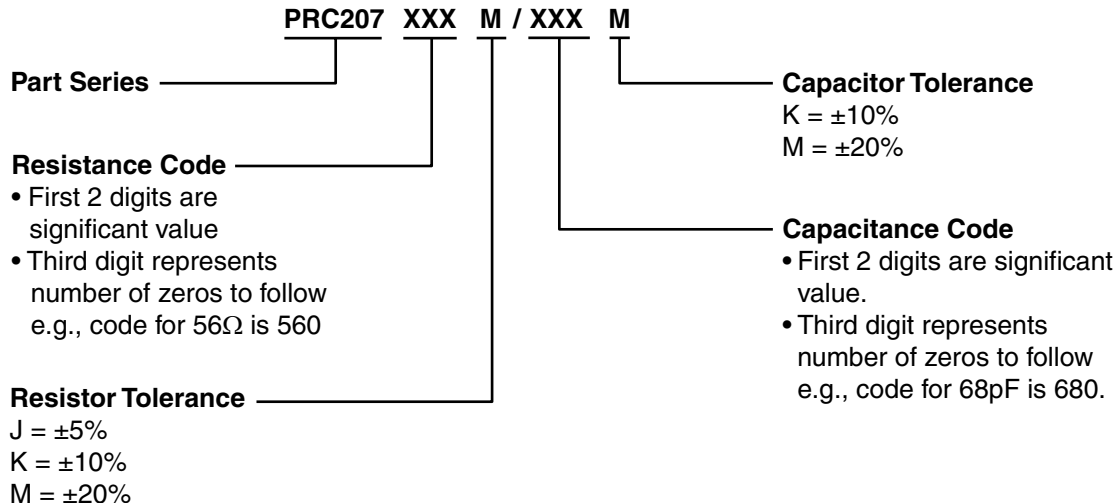 PRC207 XXX M / XXX M
Part Series
Capacitor Tolerance
K = ±10%
M = ±20%
Resistance Code
• First 2 digits are
significant value
• Third digit represents
number of zeros to follow
e.g., code for 56Ω is 560
Capacitance Code
• First 2 digits are significant
value.
• Third digit represents
number of zeros to follow
e.g., code for 68pF is 680.
Resistor Tolerance
J = ±5%
K = ±10%
M = ±20%